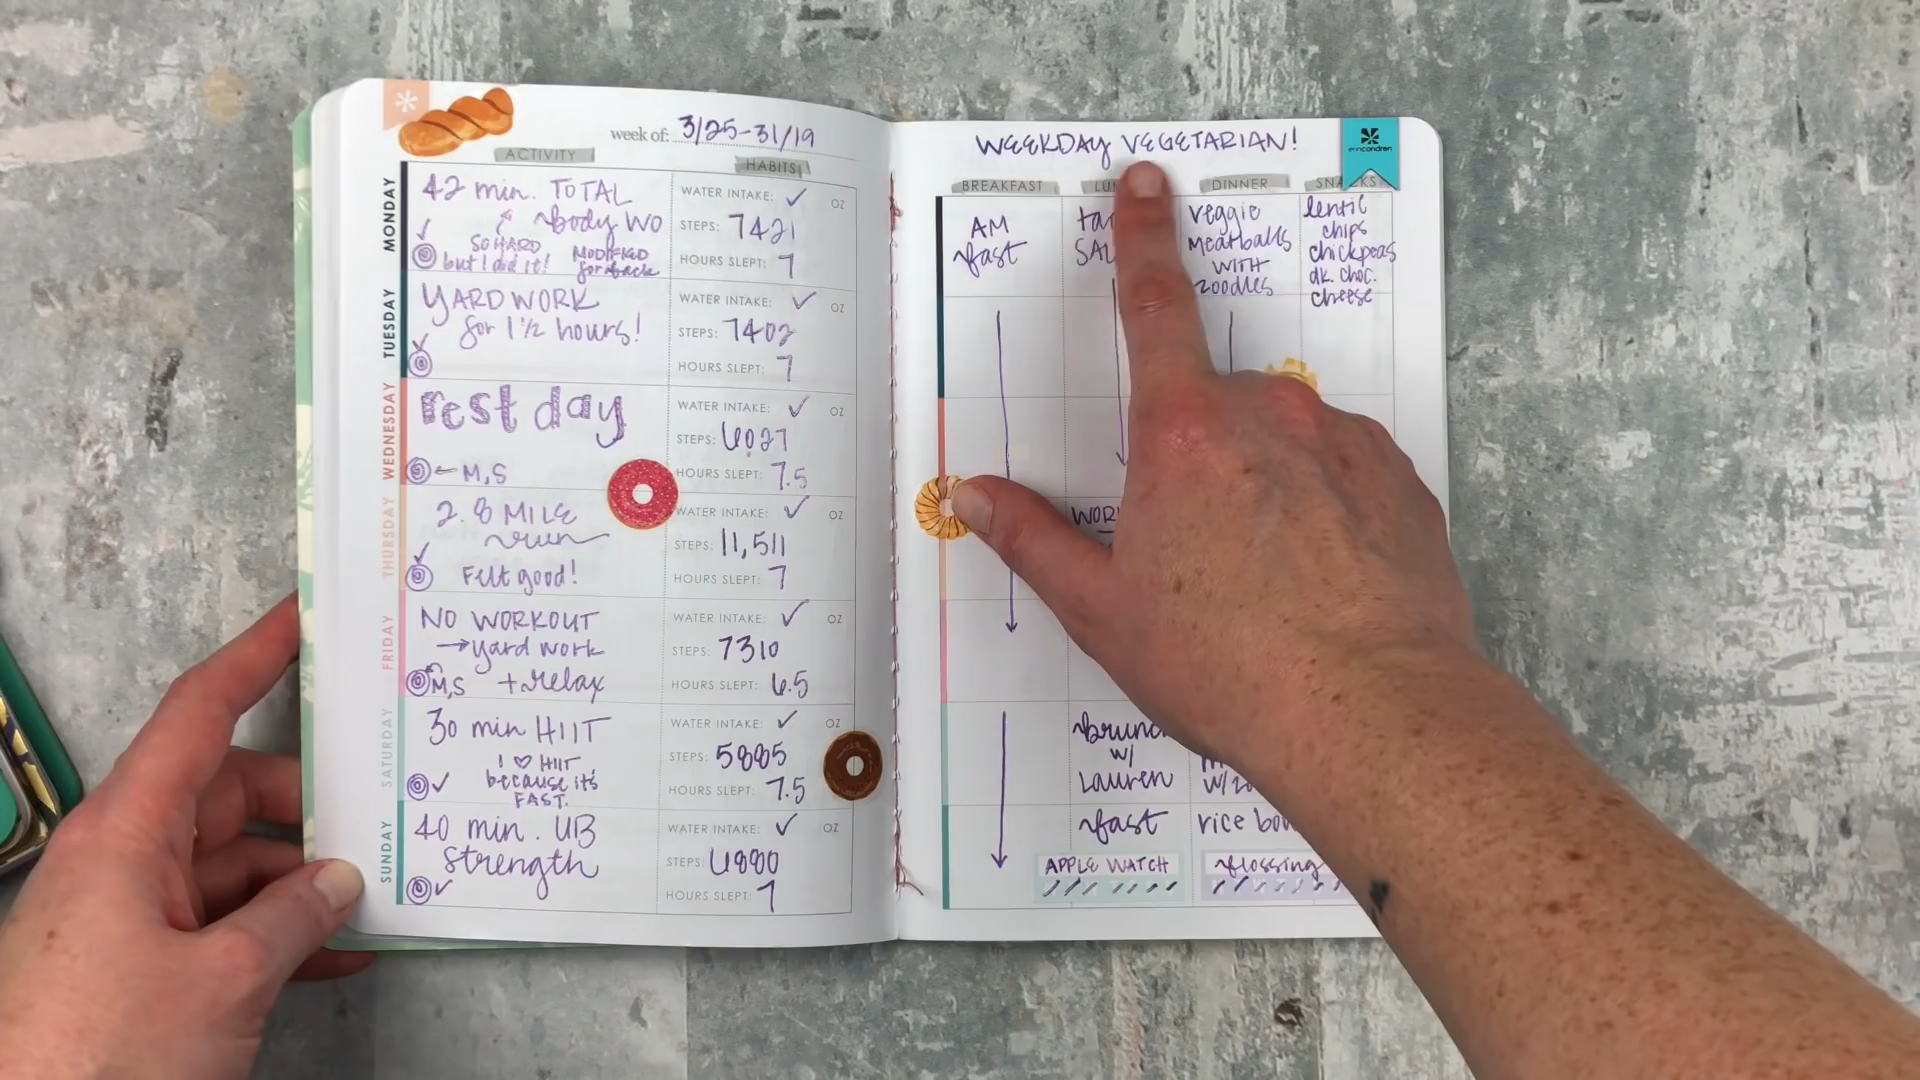 week of: 3/25-31/19
ACTIVITY
HABITS
MONDAY
42 min. TOTAL
body WO
SO HARD
but I did it!
MODIFIED
for back
WATER INTAKE: ✓ OZ
STEPS: 7421
HOURS SLEPT: 7
TUESDAY
YARD WORK
for 1 1/2 hours!
WATER INTAKE: ✓ OZ
STEPS: 7402
HOURS SLEPT: 7
WEDNESDAY
rest day
← M,S
WATER INTAKE: ✓ OZ
STEPS: 6027
HOURS SLEPT: 7.5
THURSDAY
2.8 MILE
run
Felt good!
WATER INTAKE: ✓ OZ
STEPS: 11,511
HOURS SLEPT: 7
FRIDAY
NO WORKOUT
→ yard work
M,S + relax
WATER INTAKE: ✓ OZ
STEPS: 7310
HOURS SLEPT: 6.5
SATURDAY
30 min HIIT
I ♡ HIIT
because it's
FAST.
WATER INTAKE: ✓ OZ
STEPS: 5885
HOURS SLEPT: 7.5
SUNDAY
40 min. UB
strength
WATER INTAKE: ✓ OZ
STEPS: 6880
HOURS SLEPT: 7
WEEKDAY VEGETARIAN!
erincondren
BREAKFAST
DINNER
SNACKS
AM
fast
veggie
meatballs
WITH
zoodles
lentil
chips
chickpeas
dk. choc.
cheese
w/
Lauren
fast
rice
APPLE WATCH
flossing